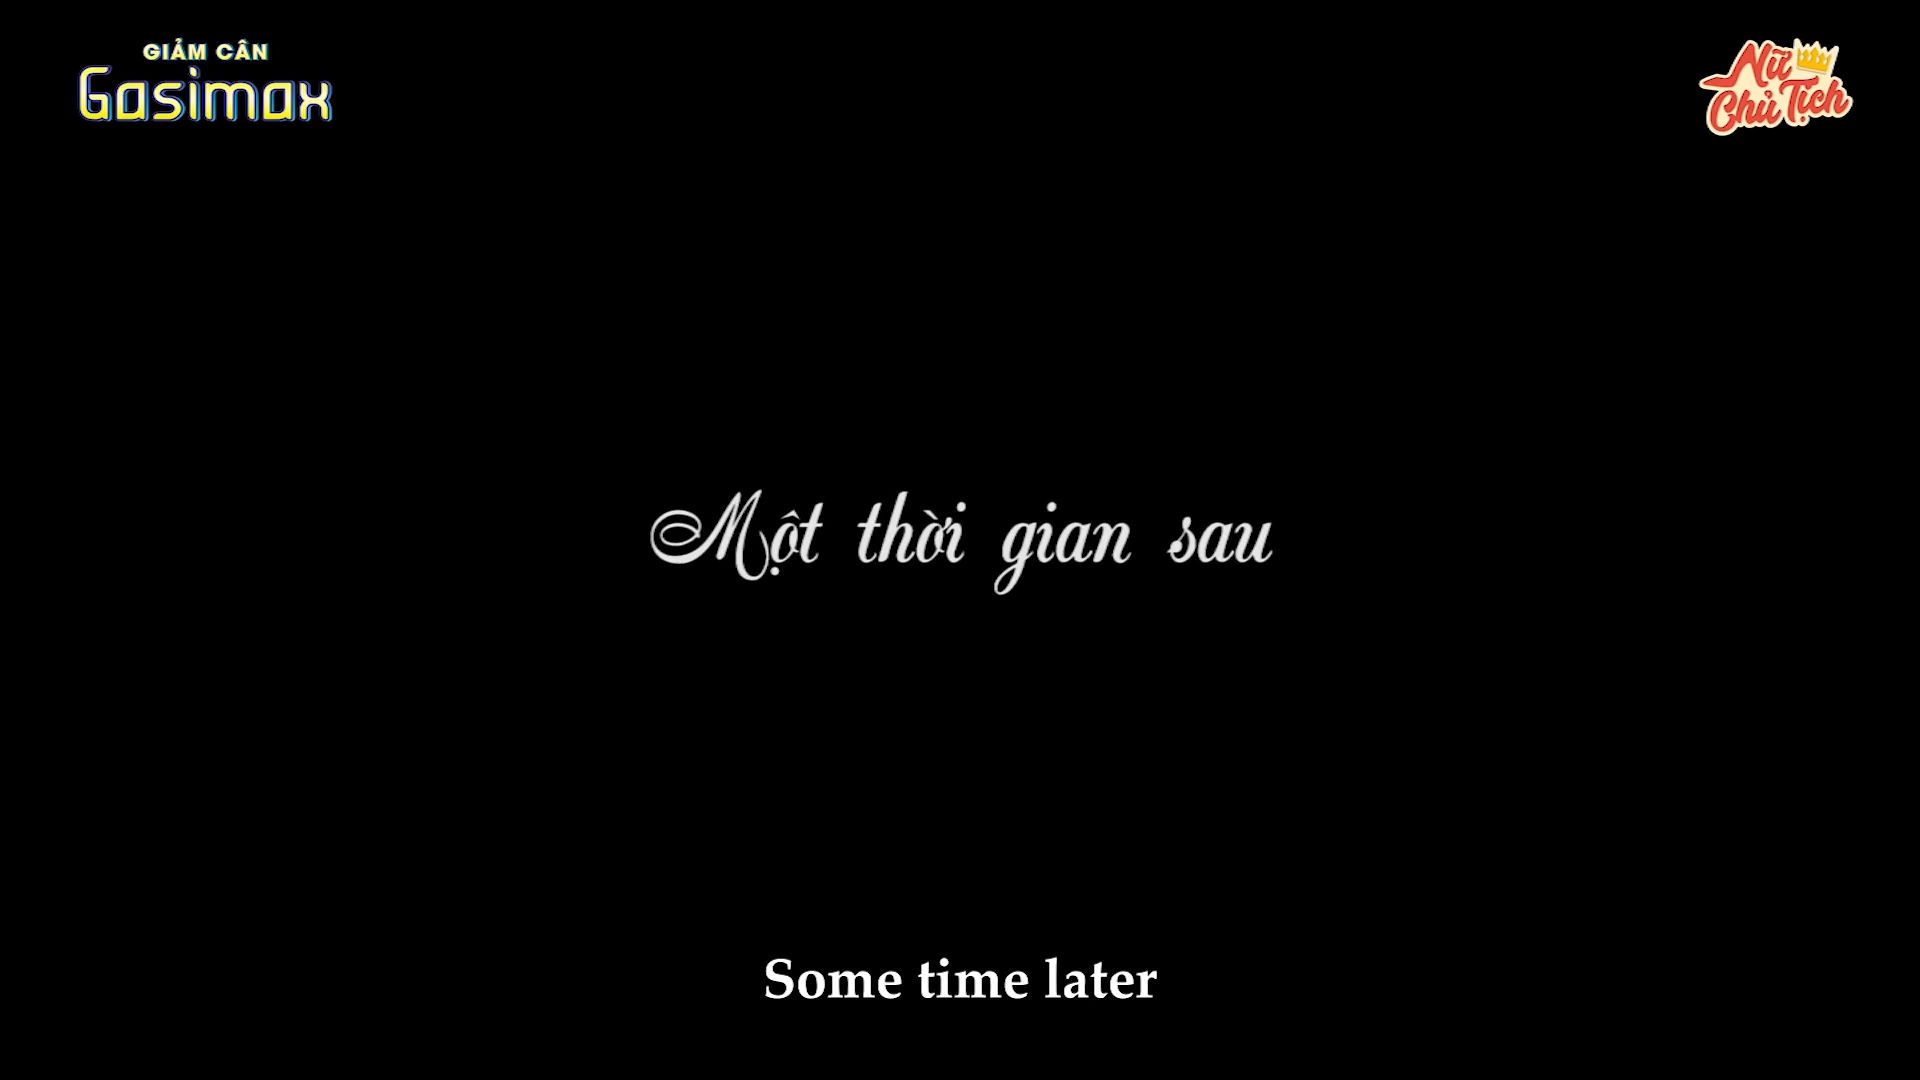 GIẢM CÂN
Gasimax
Nữ
Chủ Tịch
Một thời gian sau
Some time later